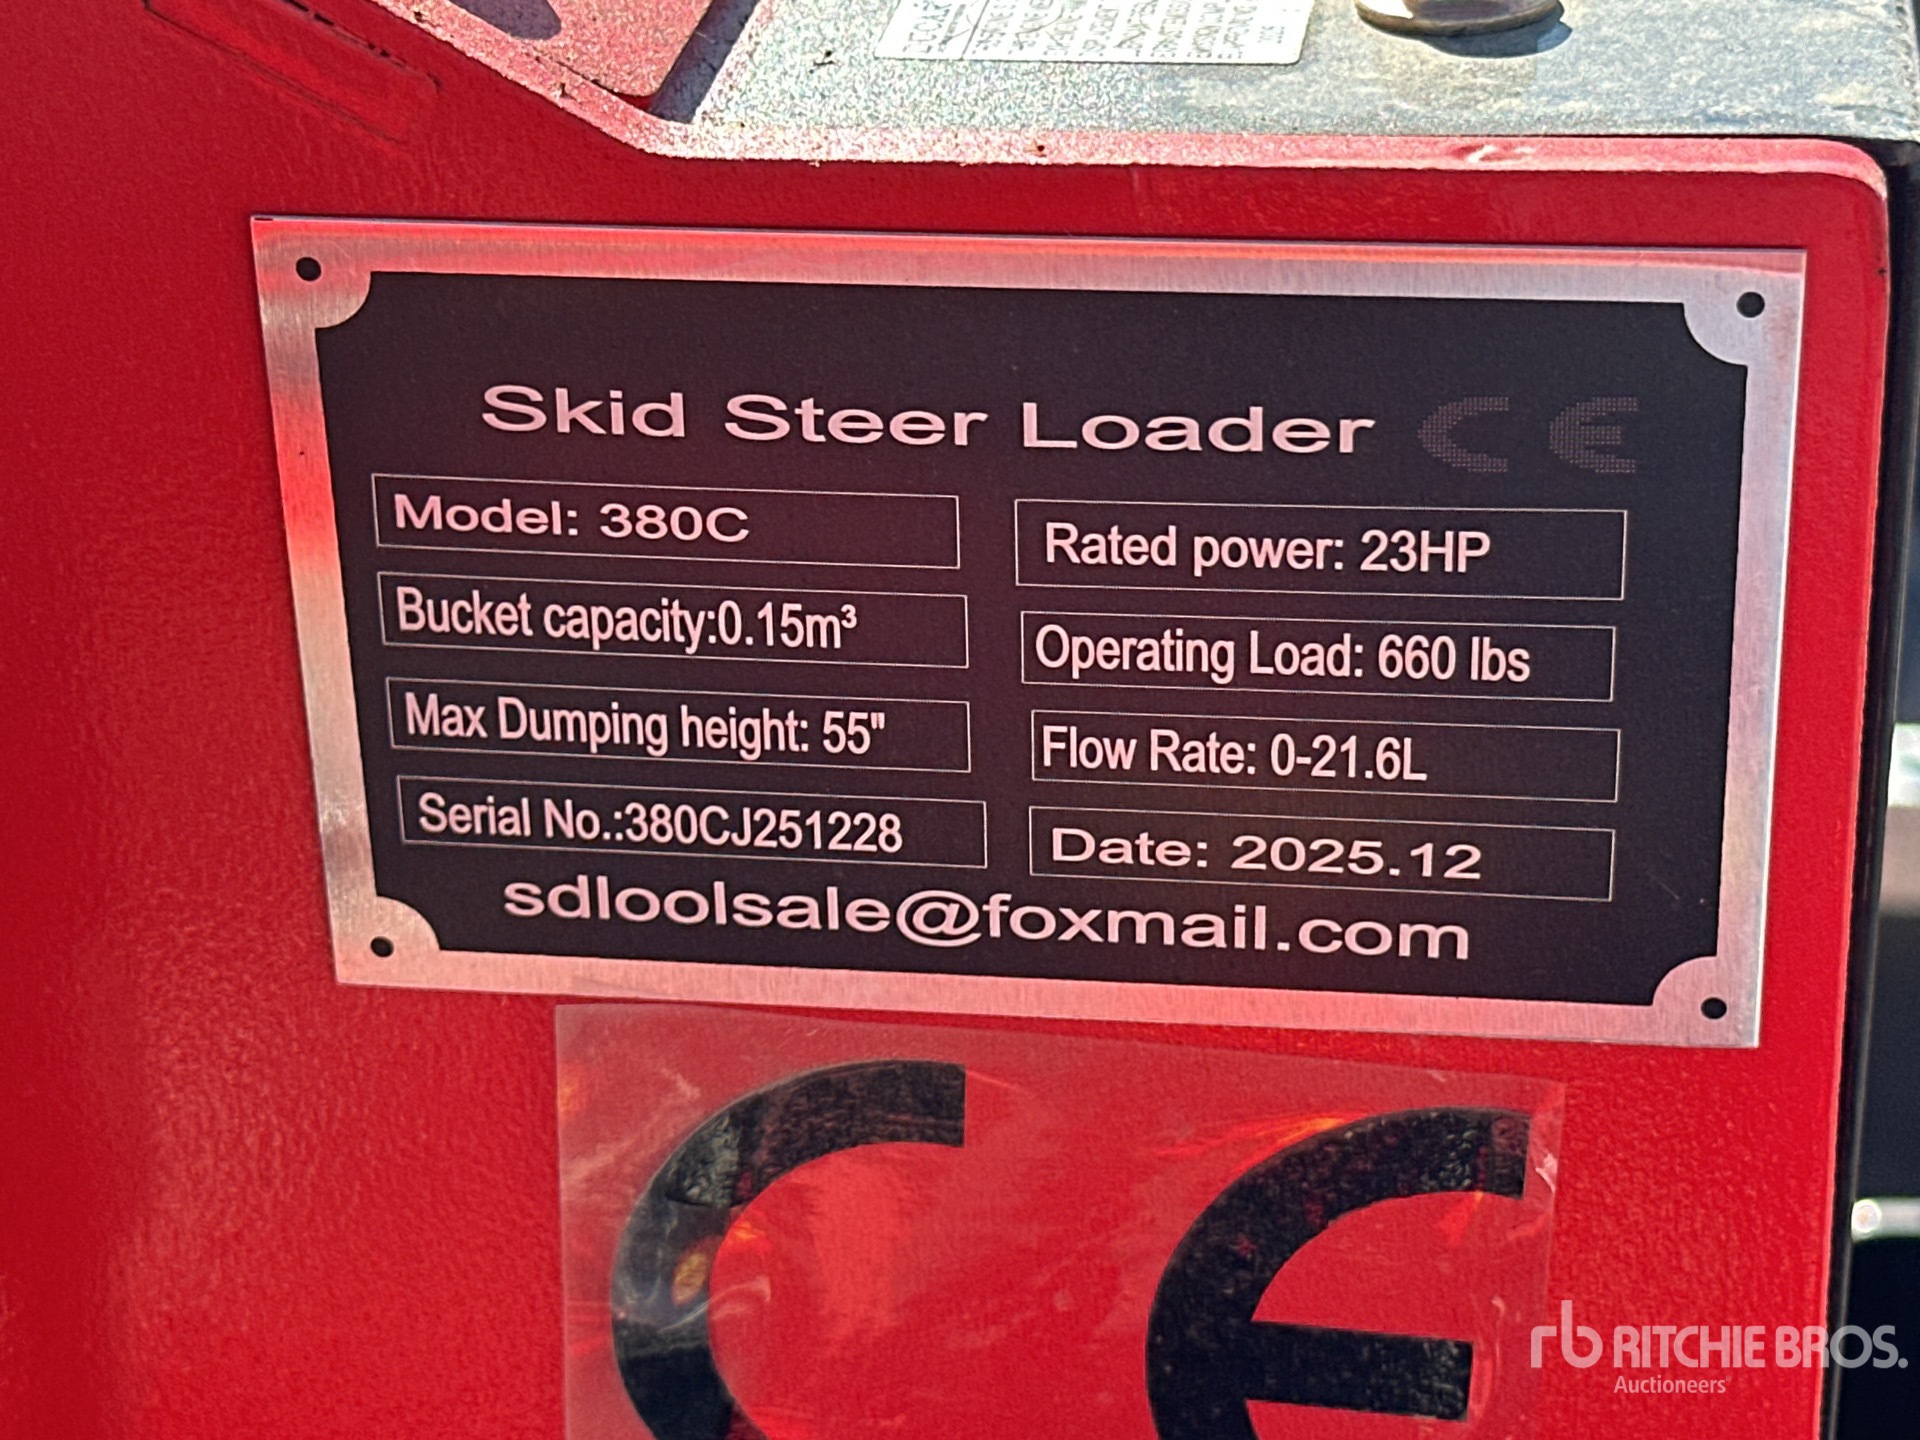 Skid Steer Loader CE
Model: 380C
Rated power: 23HP
Bucket capacity:0.15m³
Operating Load: 660 lbs
Max Dumping height: 55"
Flow Rate: 0-21.6L
Serial No.:380CJ251228
Date: 2025.12
sdloolsale@foxmail.com
CE
rb RITCHIE BROS.
Auctioneers